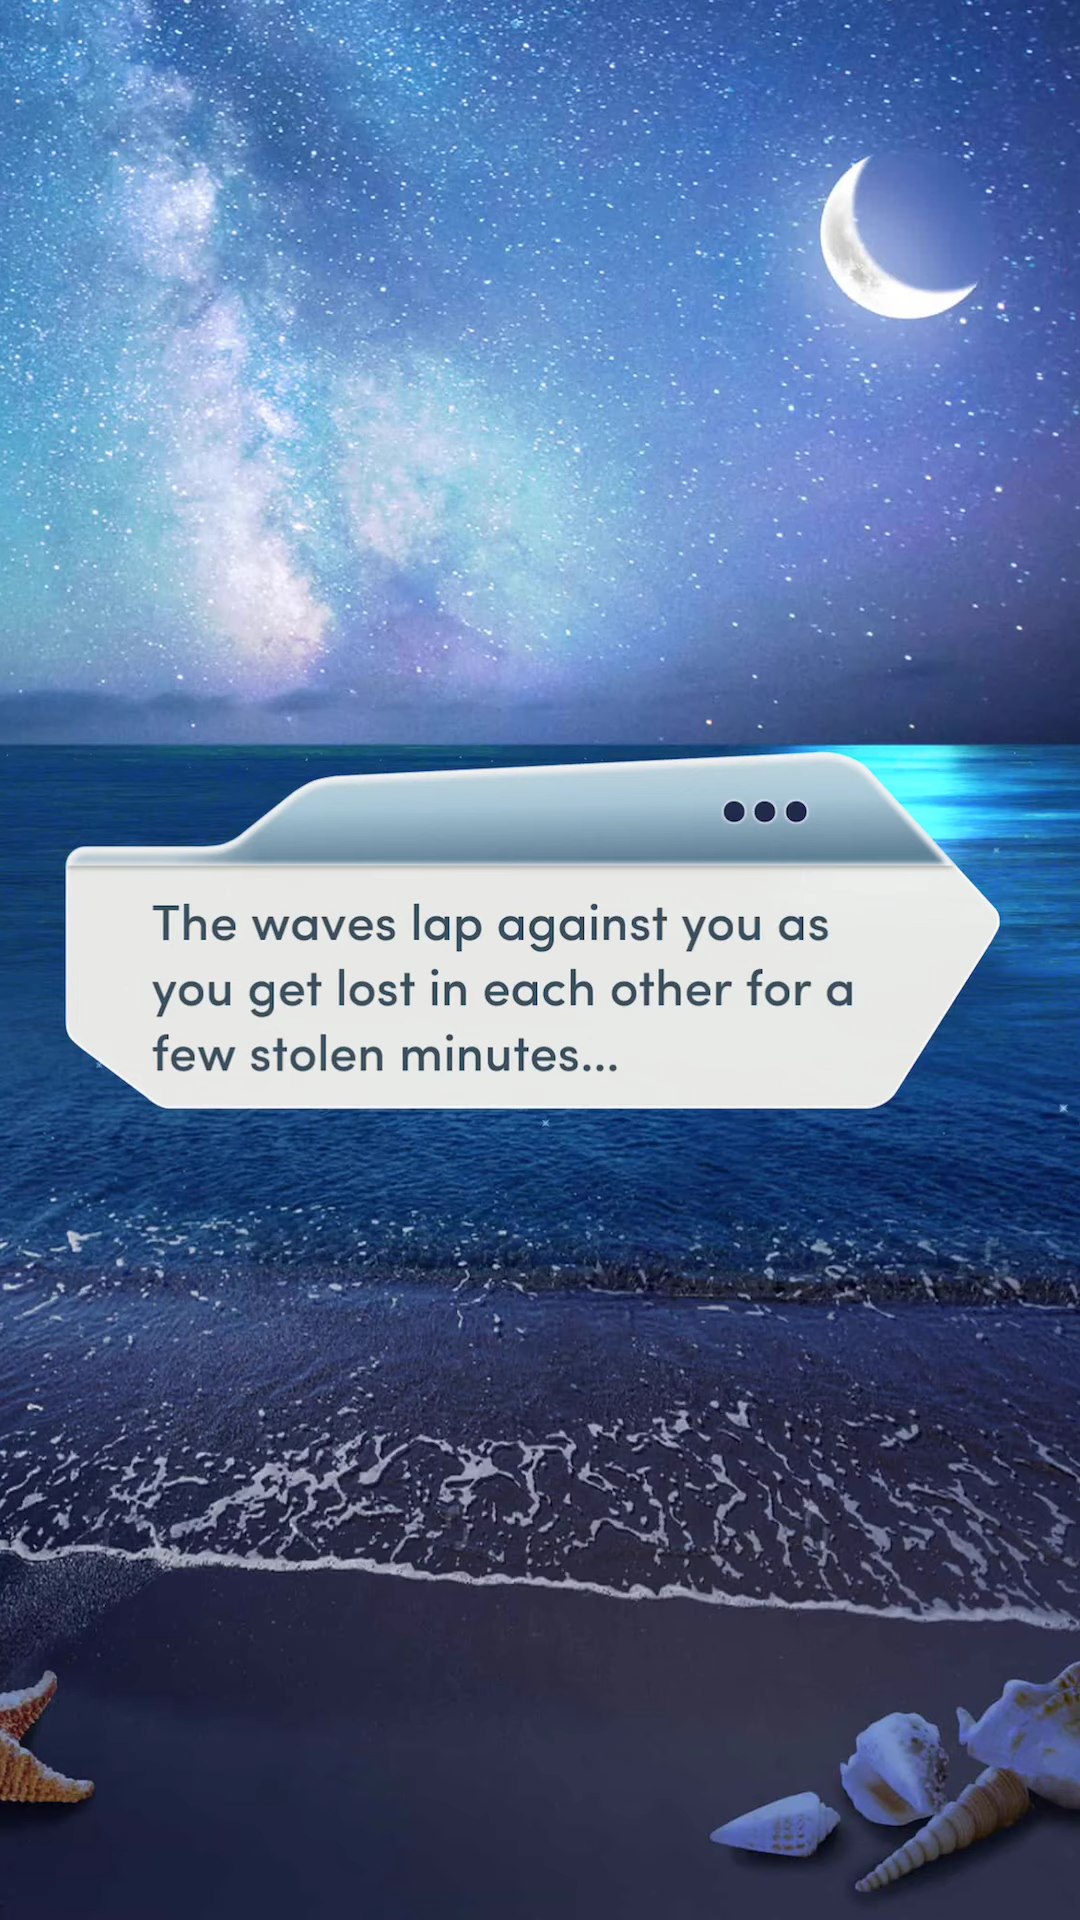 The waves lap against you as
you get lost in each other for a
few stolen minutes...